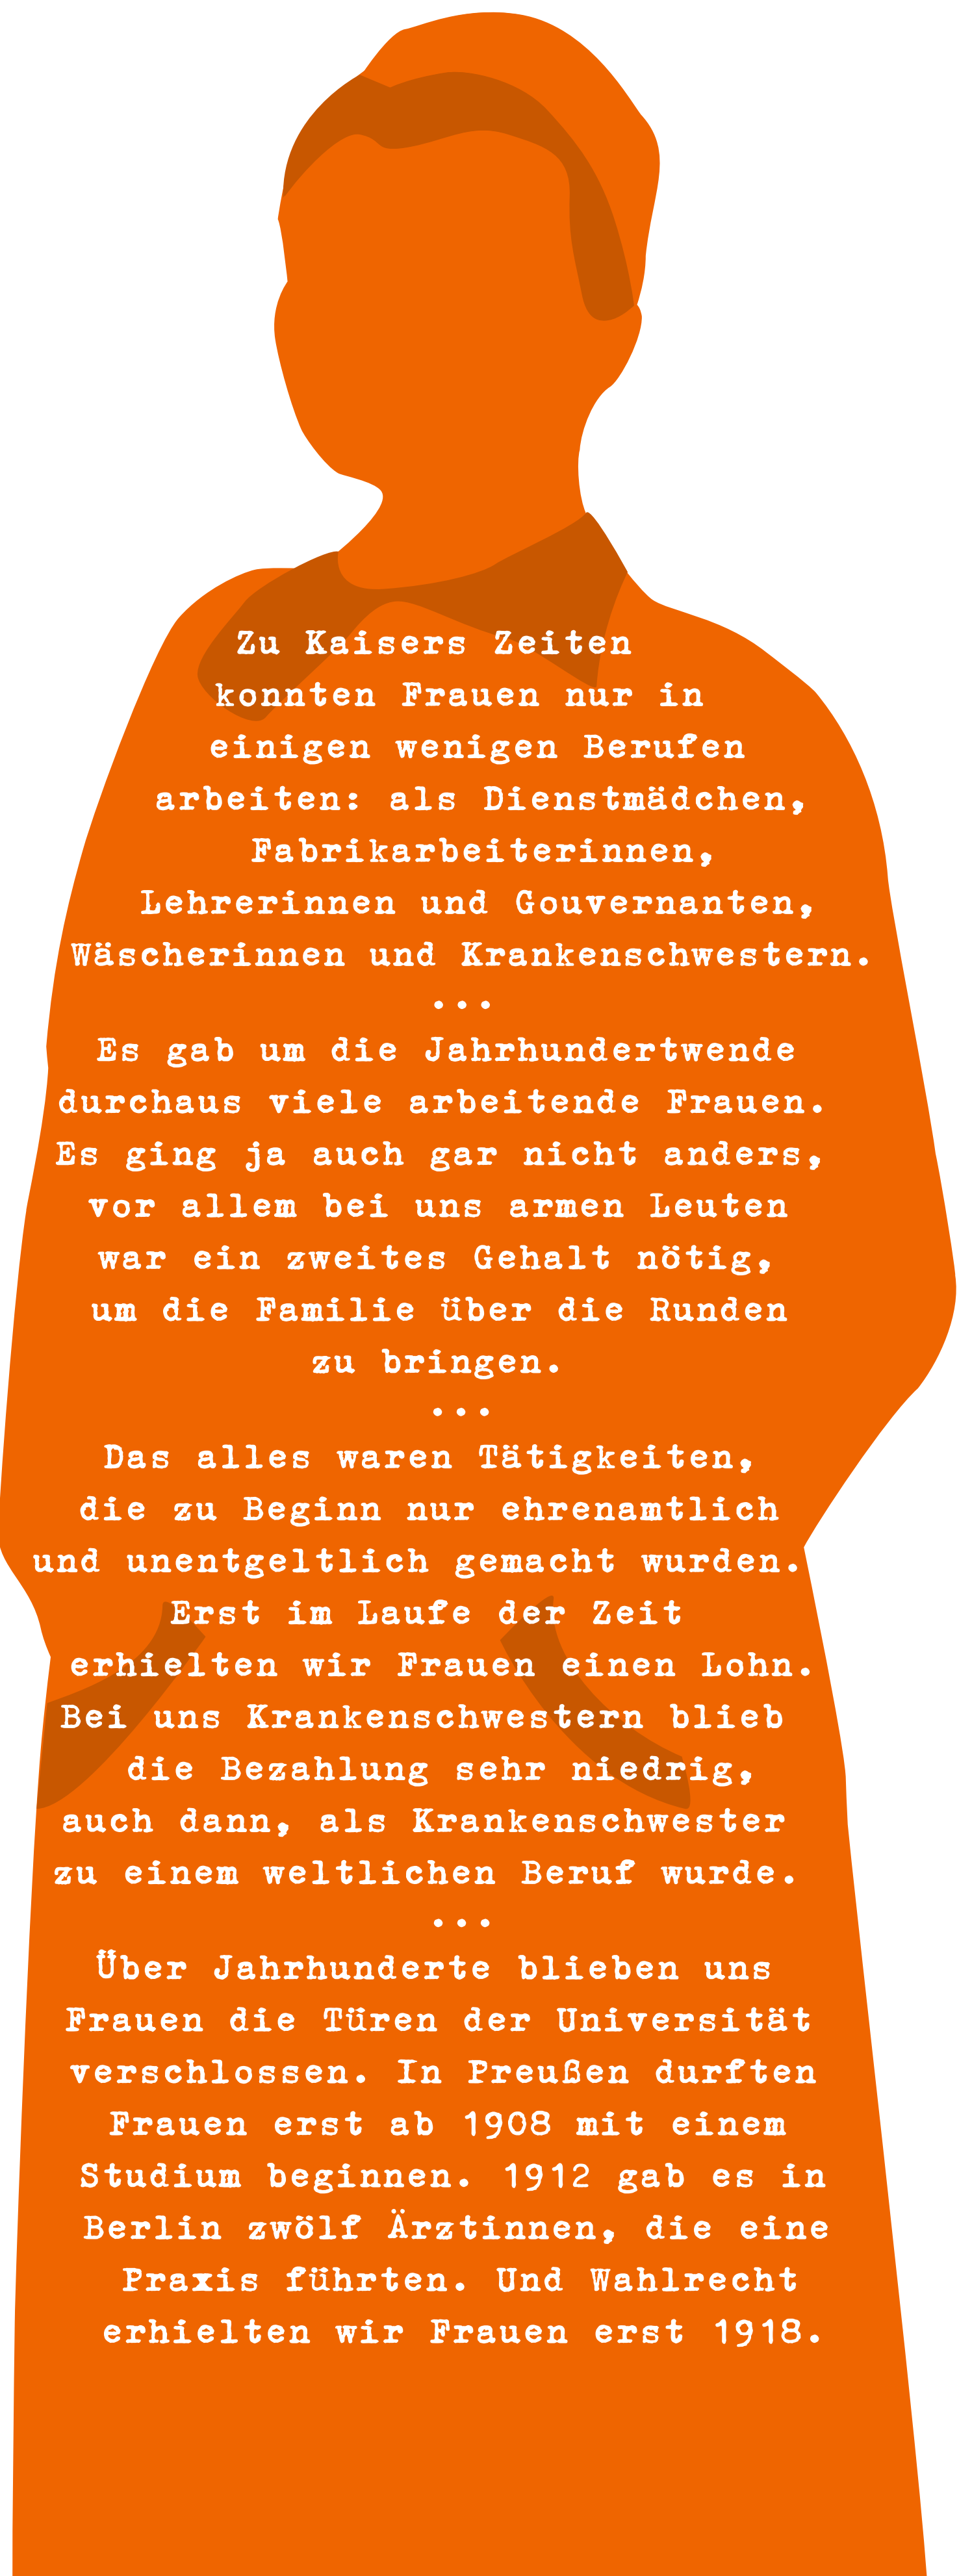 Zu Kaisers Zeiten
konnten Frauen nur in
einigen wenigen Berufen
arbeiten: als Dienstmädchen,
Fabrikarbeiterinnen,
Lehrerinnen und Gouvernanten,
Wäscherinnen und Krankenschwestern.
...
Es gab um die Jahrhundertwende
durchaus viele arbeitende Frauen.
Es ging ja auch gar nicht anders,
vor allem bei uns armen Leuten
war ein zweites Gehalt nötig,
um die Familie über die Runden
zu bringen.
...
Das alles waren Tätigkeiten,
die zu Beginn nur ehrenamtlich
und unentgeltlich gemacht wurden.
Erst im Laufe der Zeit
erhielten wir Frauen einen Lohn.
Bei uns Krankenschwestern blieb
die Bezahlung sehr niedrig,
auch dann, als Krankenschwester
zu einem weltlichen Beruf wurde.
...
Über Jahrhunderte blieben uns
Frauen die Türen der Universität
verschlossen. In Preußen durften
Frauen erst ab 1908 mit einem
Studium beginnen. 1912 gab es in
Berlin zwölf Ärztinnen, die eine
Praxis führten. Und Wahlrecht
erhielten wir Frauen erst 1918.